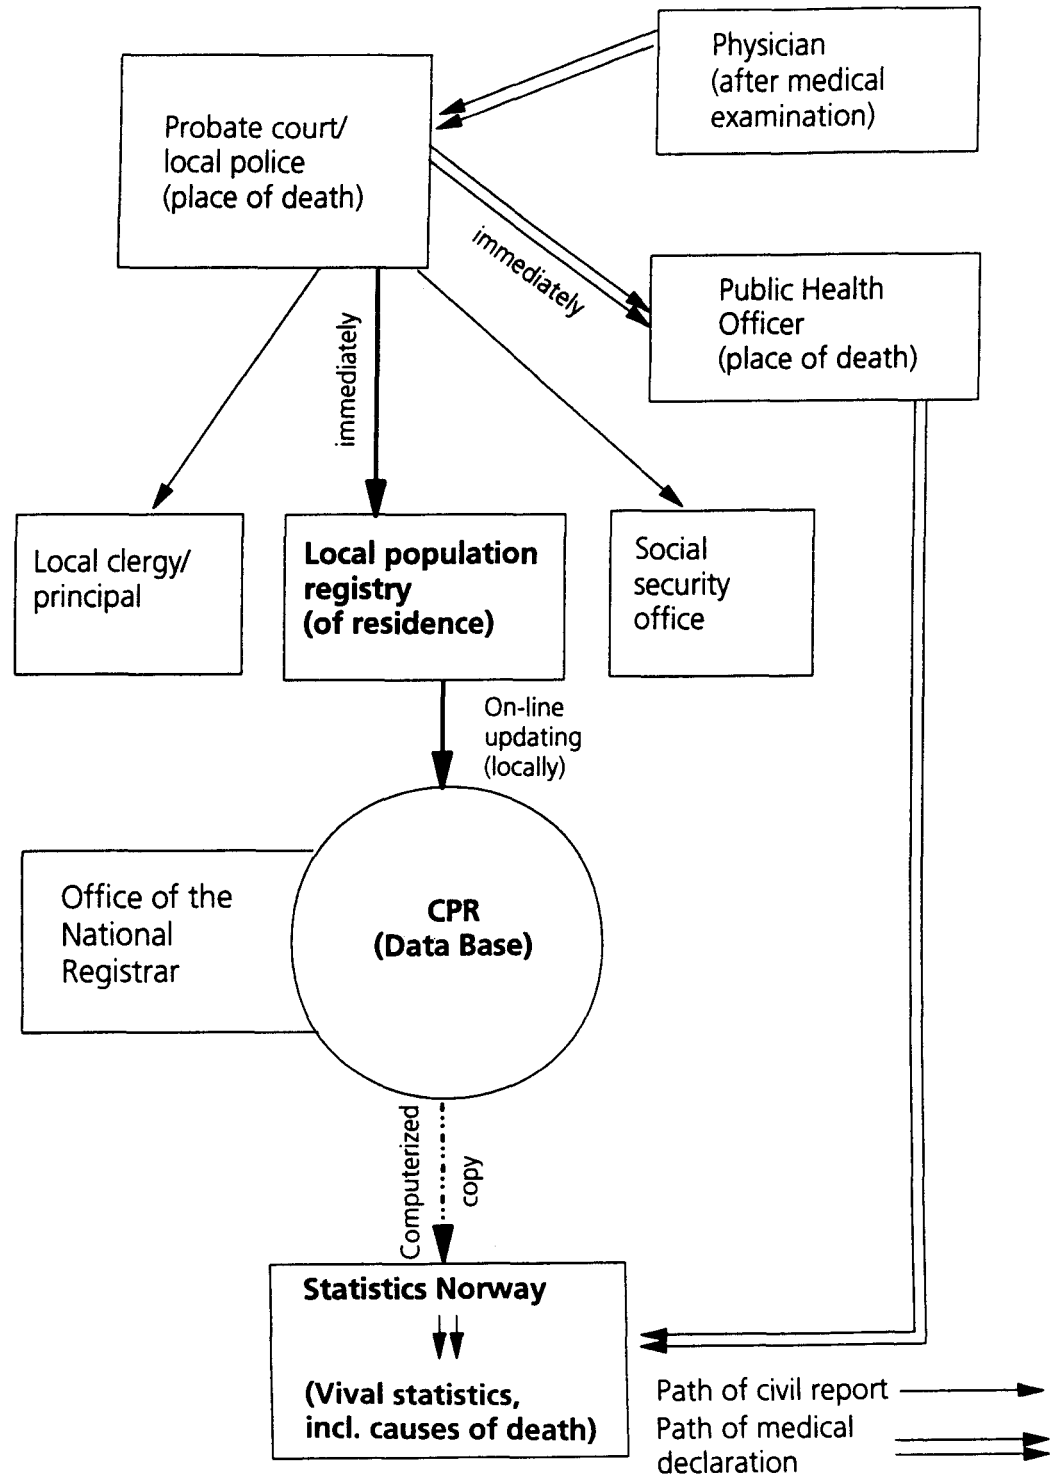 Physician
(after medical
examination)
Probate court/
local police
(place of death)
immediately
Public Health
Officer
(place of death)
immediately
Local clergy/
principal
Local population
registry
(of residence)
Social
security
office
On-line
updating
(locally)
Office of the
National
Registrar
CPR
(Data Base)
Computerized
copy
Statistics Norway
(Vival statistics,
incl. causes of death)
Path of civil report
Path of medical
declaration